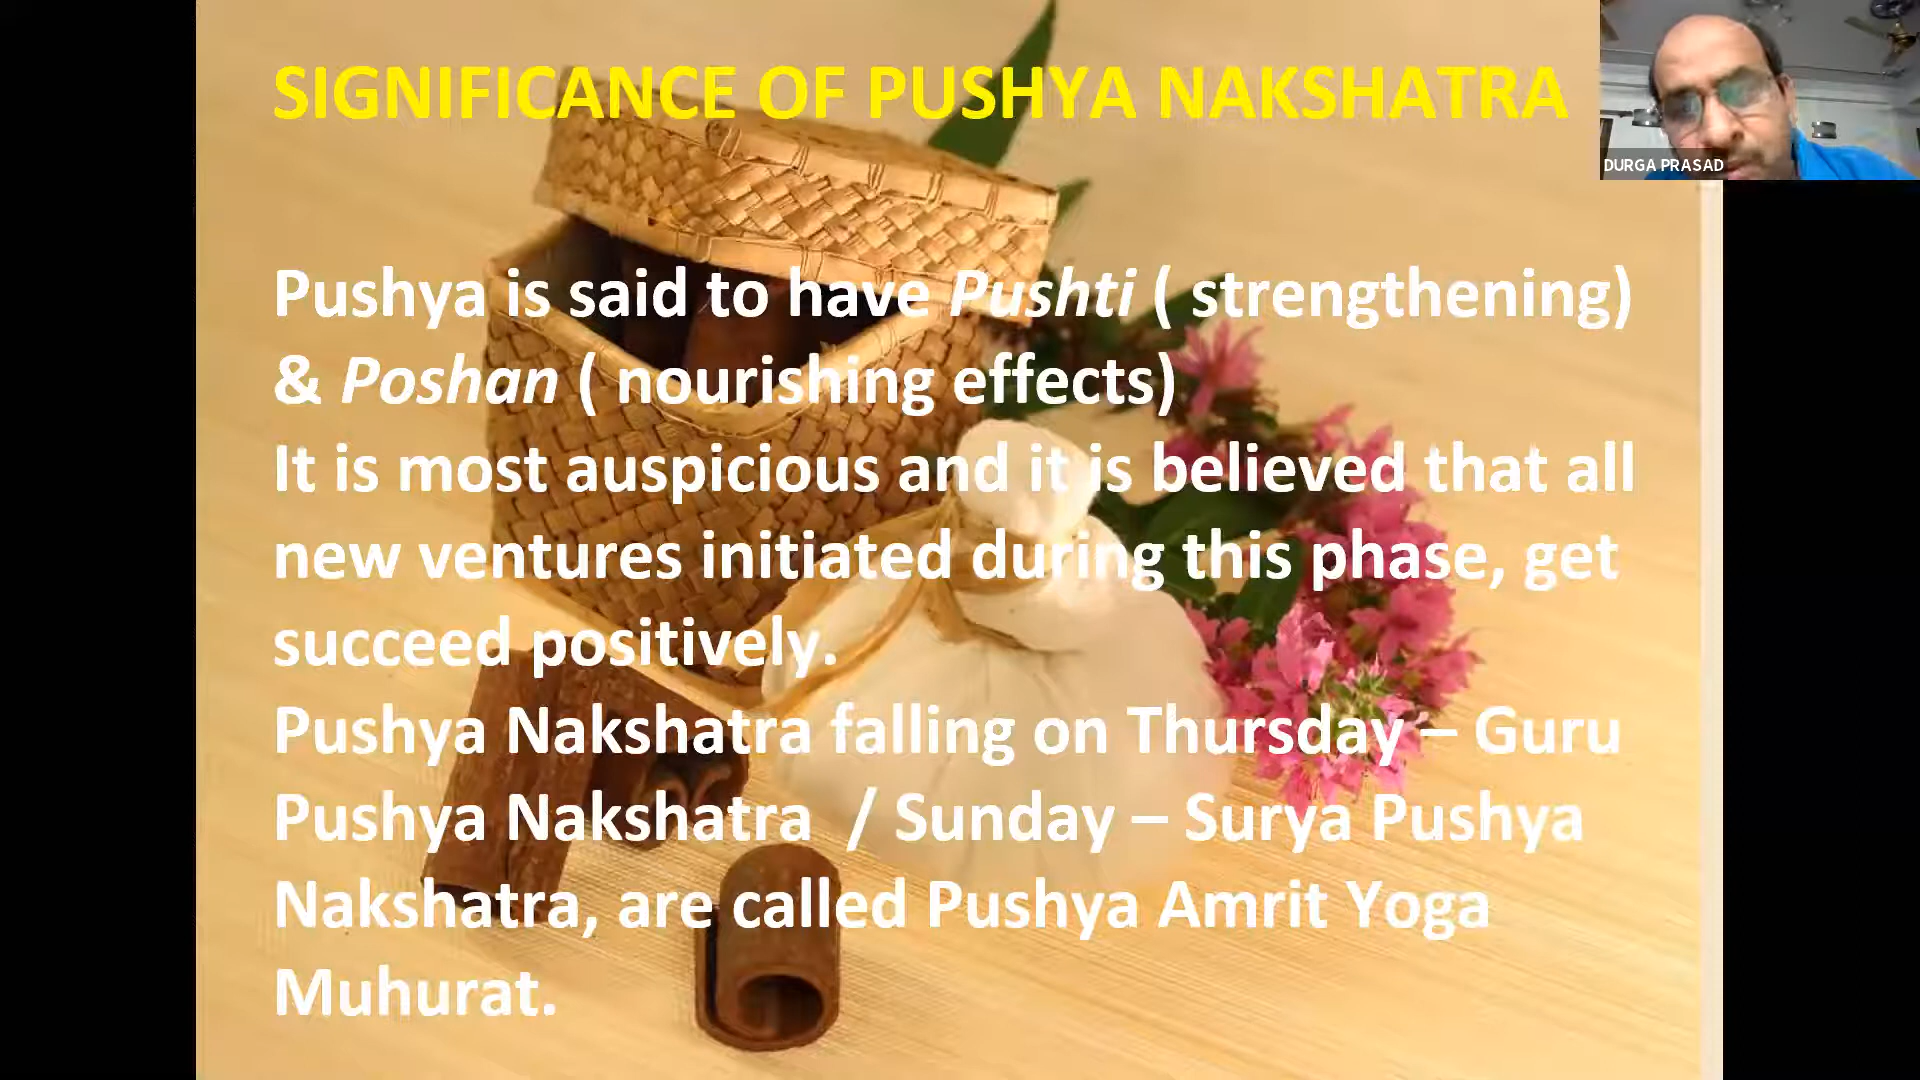 SIGNIFICANCE OF PUSHYA NAKSHATRA
DURGA PRASAD
Pushya is said to have Pushti ( strengthening)
& Poshan ( nourishing effects)
It is most auspicious and it is believed that all
new ventures initiated during this phase, get
succeed positively.
Pushya Nakshatra falling on Thursday – Guru
Pushya Nakshatra / Sunday – Surya Pushya
Nakshatra, are called Pushya Amrit Yoga
Muhurat.